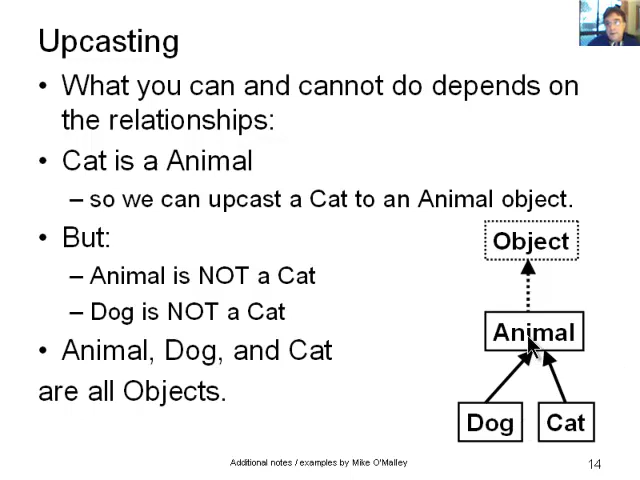 Upcasting
• What you can and cannot do depends on
the relationships:
• Cat is a Animal
– so we can upcast a Cat to an Animal object.
• But:
– Animal is NOT a Cat
– Dog is NOT a Cat
• Animal, Dog, and Cat
are all Objects.
Object
Animal
Dog
Cat
Additional notes / examples by Mike O'Malley
14